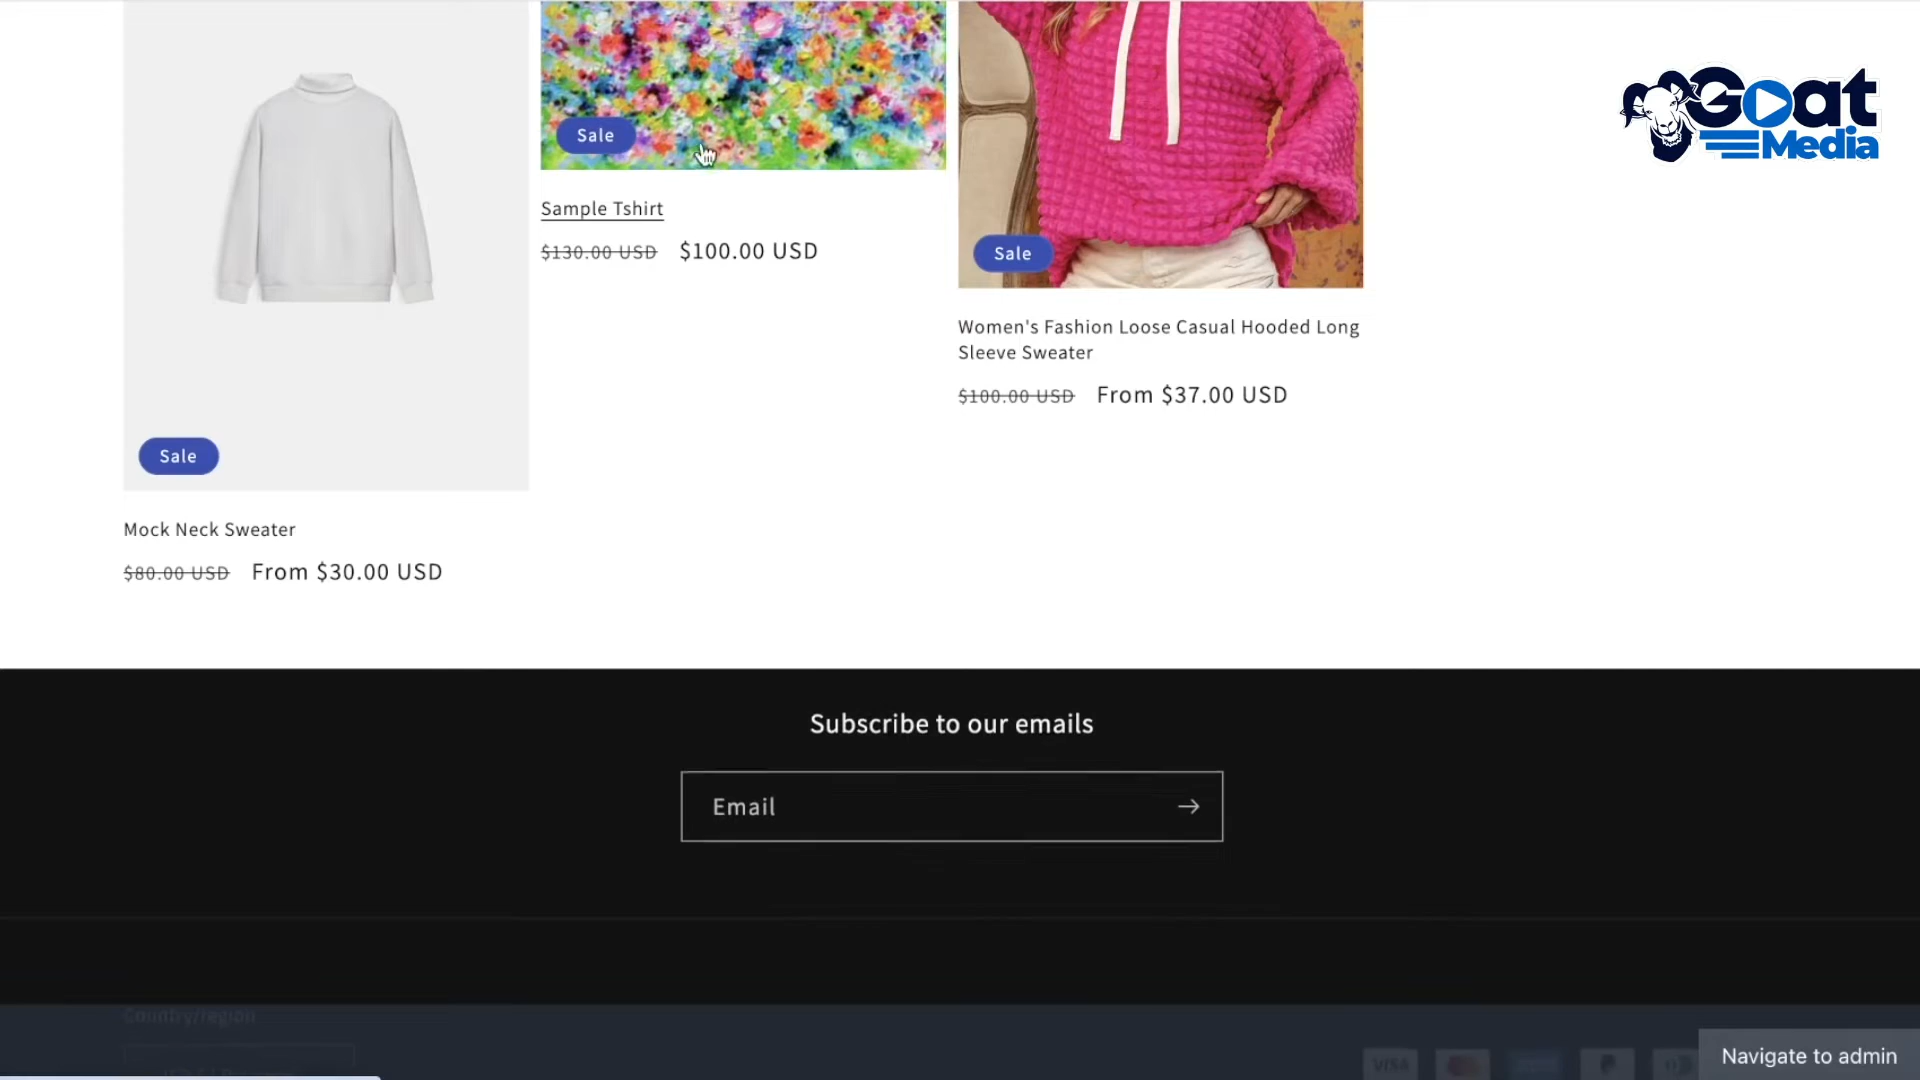 Goat
Media
Sale
Sample Tshirt
$130.00 USD $100.00 USD
Sale
Women's Fashion Loose Casual Hooded Long
Sleeve Sweater
$100.00 USD From $37.00 USD
Sale
Mock Neck Sweater
$80.00 USD From $30.00 USD
Subscribe to our emails
Email
Country/region
VISA
Navigate to admin